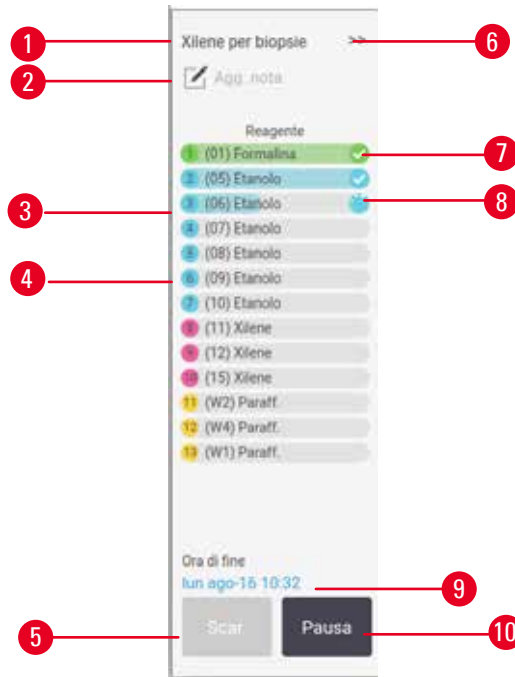 1 Xilene per biopsie >> 6
2 Agg. nota
Reagente
1 (01) Formalina 7
2 (05) Etanolo
3 3 (06) Etanolo 8
4 (07) Etanolo
5 (08) Etanolo
4 6 (09) Etanolo
7 (10) Etanolo
8 (11) Xilene
9 (12) Xilene
10 (15) Xilene
11 (W2) Paraff.
12 (W4) Paraff.
13 (W1) Paraff.
Ora di fine
lun ago-16 10:32 9
5 Scar Pausa 10